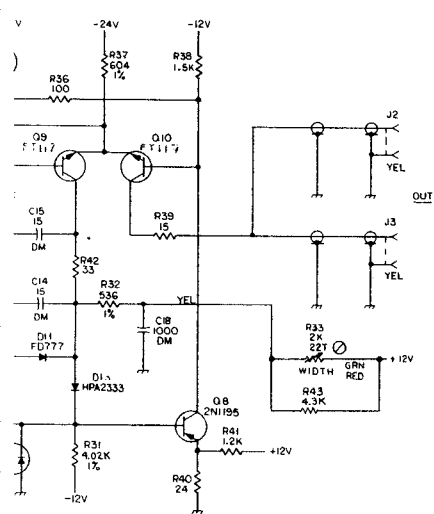 V
-24V
-12V
R37
604
1%
R38
1.5K
R36
100
J2
Q9
Q10
YEL
OUT
C15
15
DM
R39
15
J3
R42
33
YEL
C14
15
DM
R32
536
1%
YEL
C18
1000
DM
R33
2K
22T
WIDTH
GRN
RED
+12V
D11
FD777
HPA2333
R43
4.3K
Q8
2N1195
R41
1.2K
+12V
R31
4.02K
1%
R40
24
-12V